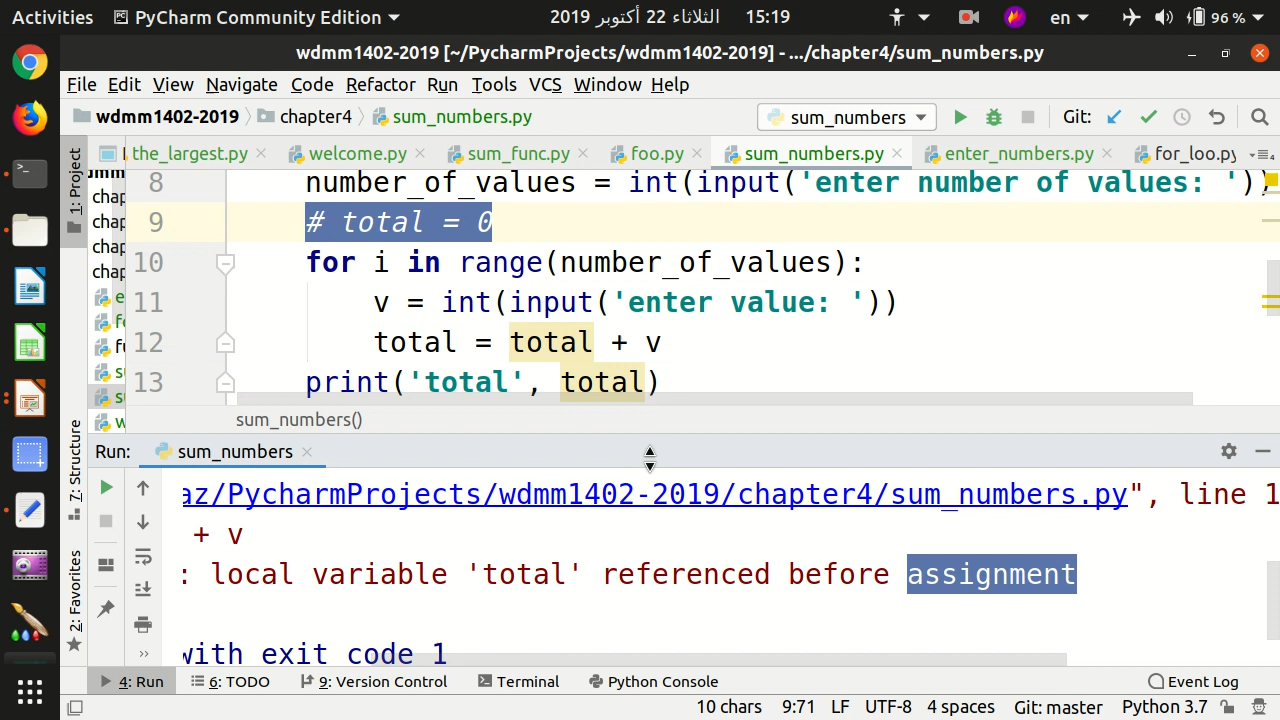 Activities PyCharm Community Edition 2019 الثلاثاء 22 أكتوبر 15:19 en 96 %
wdmm1402-2019 [~/PycharmProjects/wdmm1402-2019] - .../chapter4/sum_numbers.py
File Edit View Navigate Code Refactor Run Tools VCS Window Help
wdmm1402-2019 chapter4 sum_numbers.py sum_numbers Git:
the_largest.py welcome.py sum_func.py foo.py sum_numbers.py enter_numbers.py for_loo.py
1: Project
8 number_of_values = int(input('enter number of values: '))
9 # total = 0
10 for i in range(number_of_values):
11 v = int(input('enter value: '))
12 total = total + v
13 print('total', total)
sum_numbers()
7: Structure
2: Favorites
Run: sum_numbers
az/PycharmProjects/wdmm1402-2019/chapter4/sum_numbers.py", line 1
+ v
: local variable 'total' referenced before assignment
with exit code 1
4: Run 6: TODO 9: Version Control Terminal Python Console Event Log
10 chars 9:71 LF UTF-8 4 spaces Git: master Python 3.7